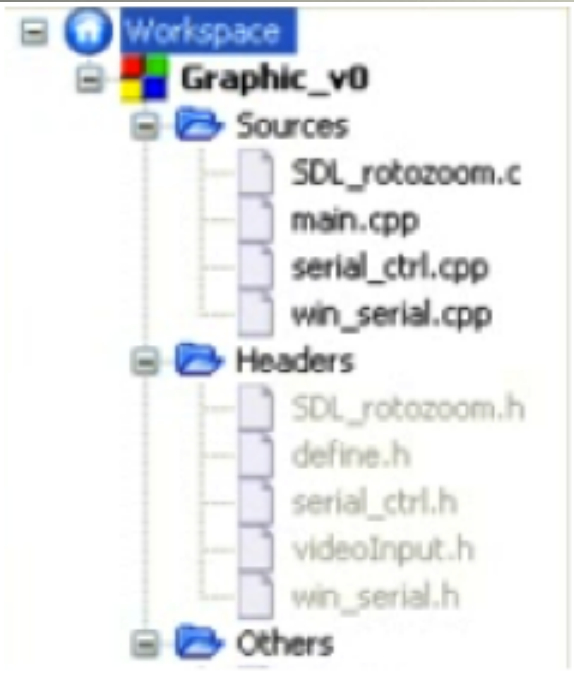 Workspace
Graphic_v0
Sources
SDL_rotozoom.c
main.cpp
serial_ctrl.cpp
win_serial.cpp
Headers
SDL_rotozoom.h
define.h
serial_ctrl.h
videoInput.h
win_serial.h
Others